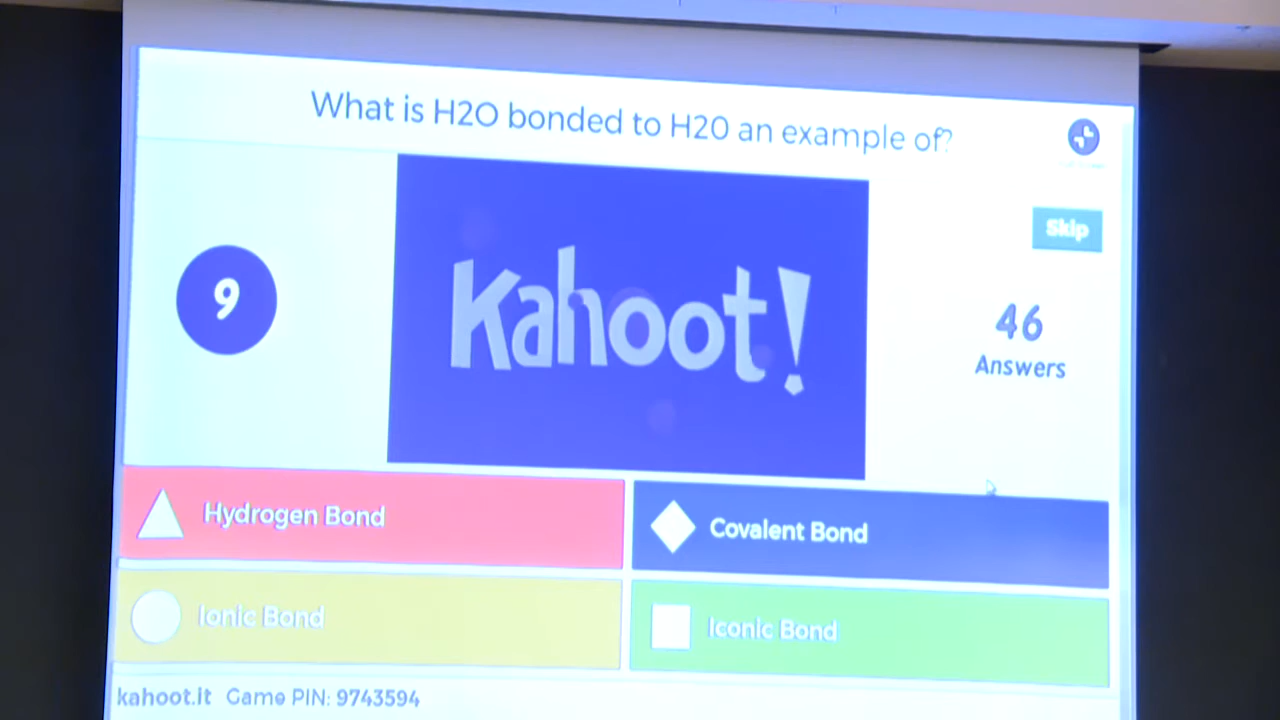 What is H2O bonded to H20 an example of?
Skip
9
Kahoot!
46
Answers
Hydrogen Bond
Covalent Bond
Ionic Bond
Iconic Bond
kahoot.it Game PIN: 9743594